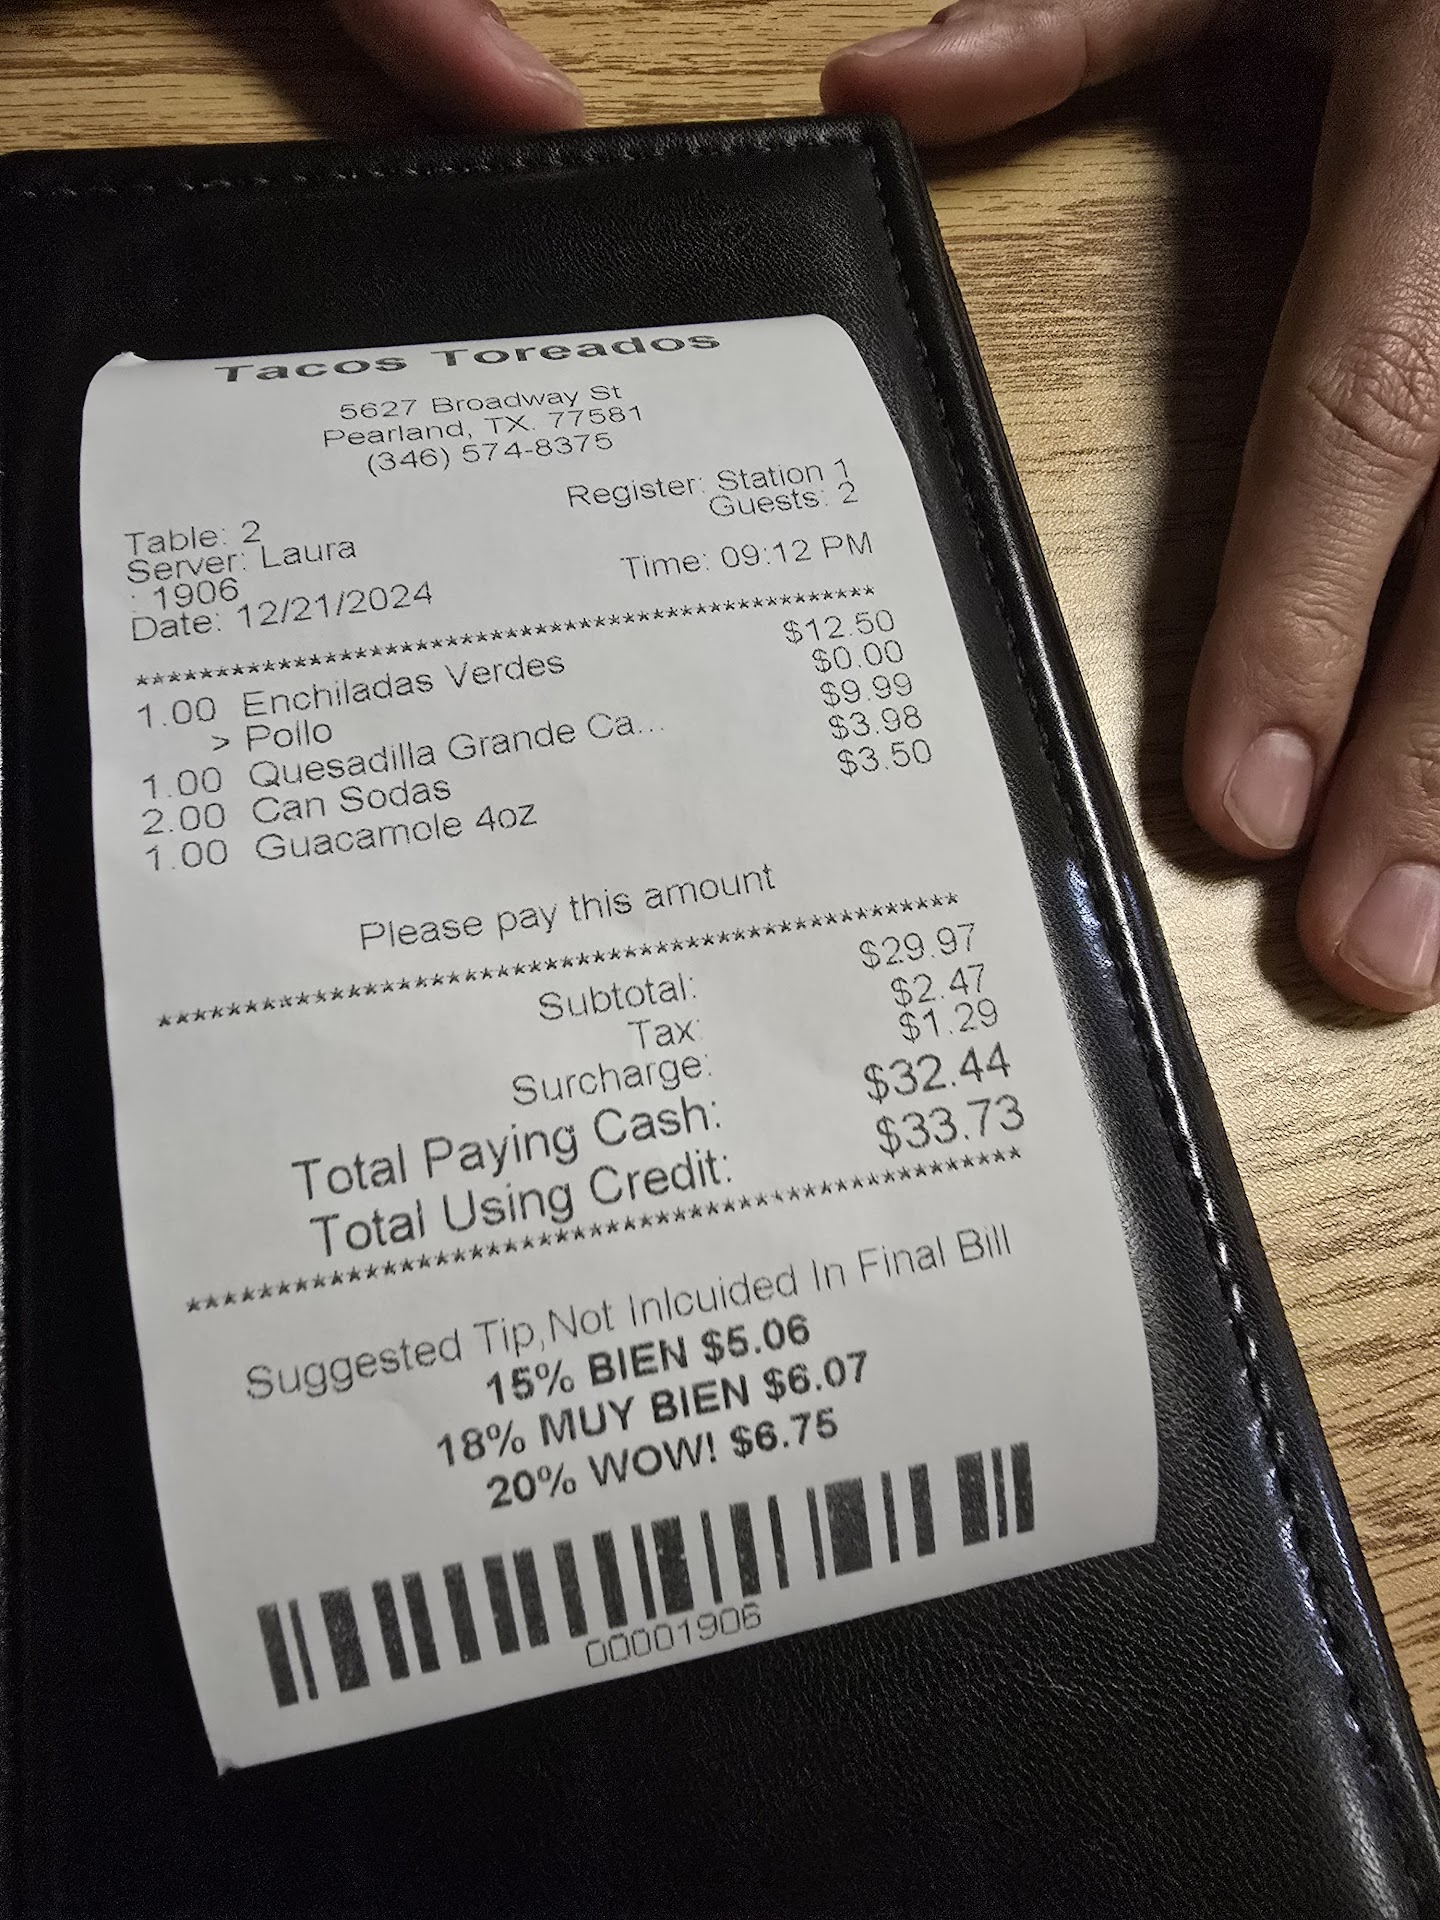 Tacos Toreados
5627 Broadway St
Pearland, TX. 77581
(346) 574-8375
Register: Station 1
Table: 2 Guests: 2
Server: Laura
: 1906 Time: 09:12 PM
Date: 12/21/2024
****************************************************
1.00 Enchiladas Verdes $12.50
> Pollo $0.00
1.00 Quesadilla Grande Ca... $9.99
2.00 Can Sodas $3.98
1.00 Guacamole 4oz $3.50
Please pay this amount
****************************************************
Subtotal: $29.97
Tax: $2.47
Surcharge: $1.29
Total Paying Cash: $32.44
Total Using Credit: $33.73
****************************************************
Suggested Tip,Not Inlcuided In Final Bill
15% BIEN $5.06
18% MUY BIEN $6.07
20% WOW! $6.75
00001906